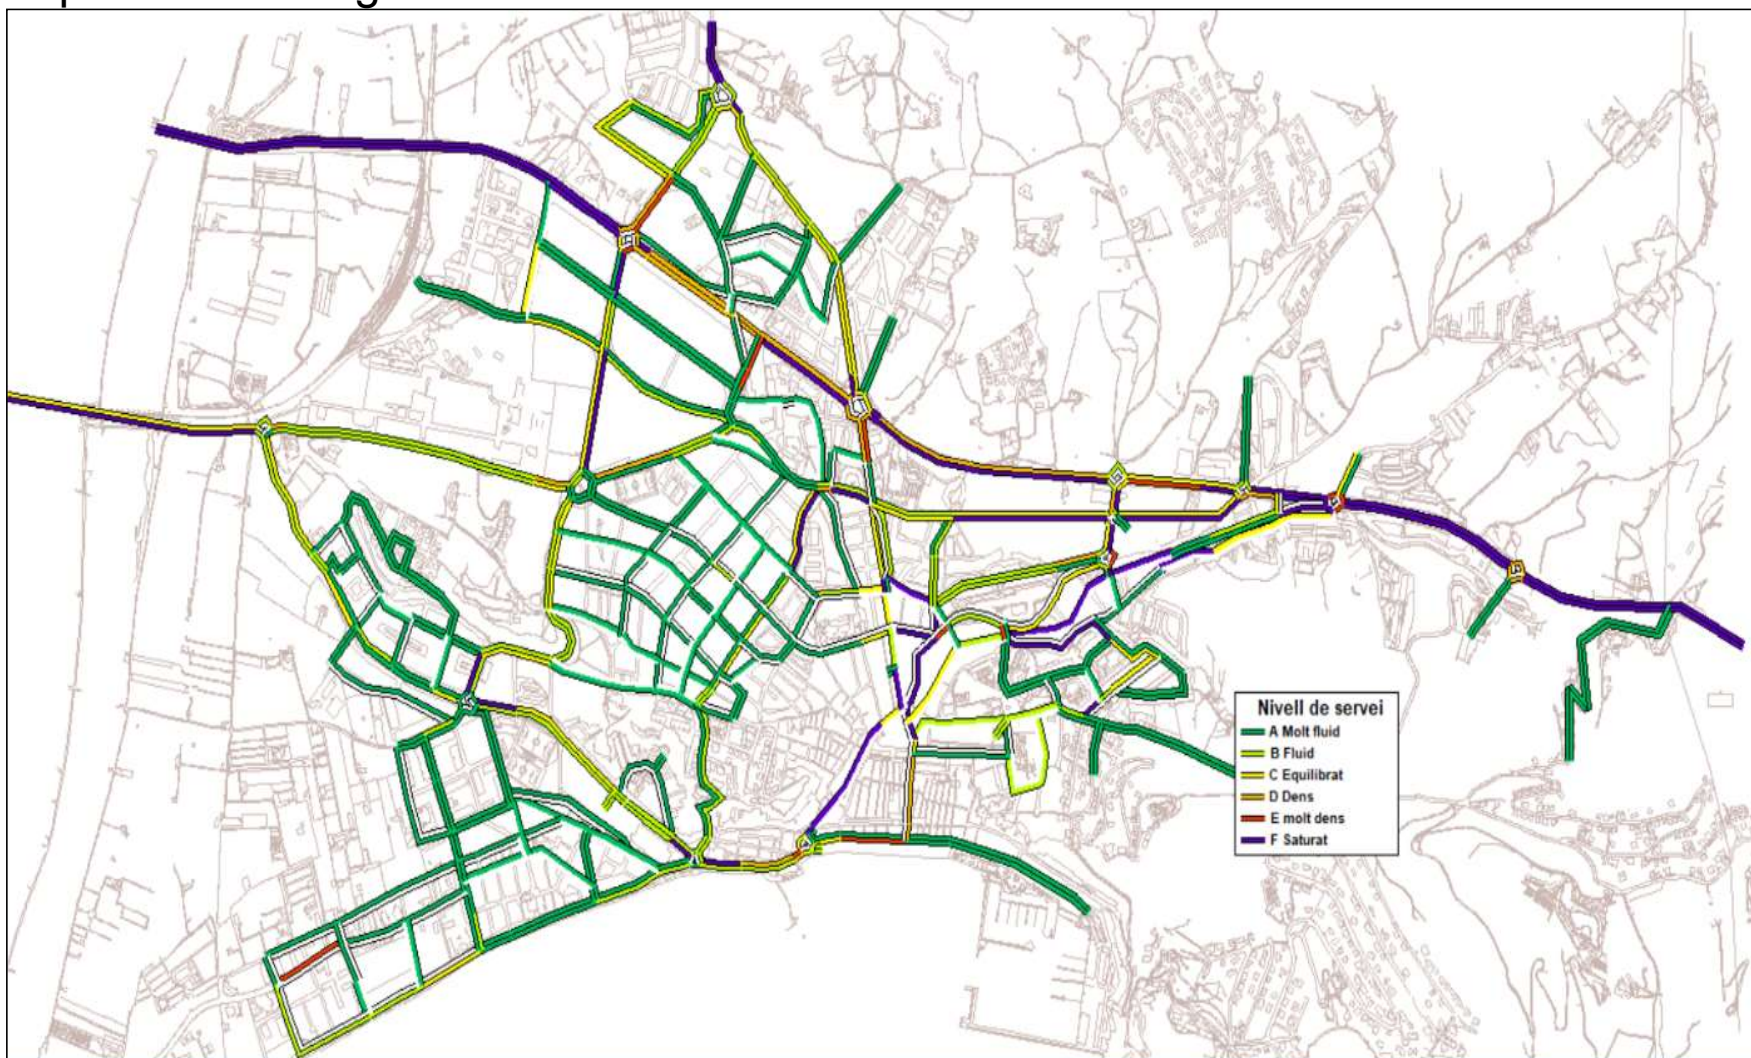 Nivell de servei
A Molt fluid
B Fluid
C Equilibrat
D Dens
E molt dens
F Saturat